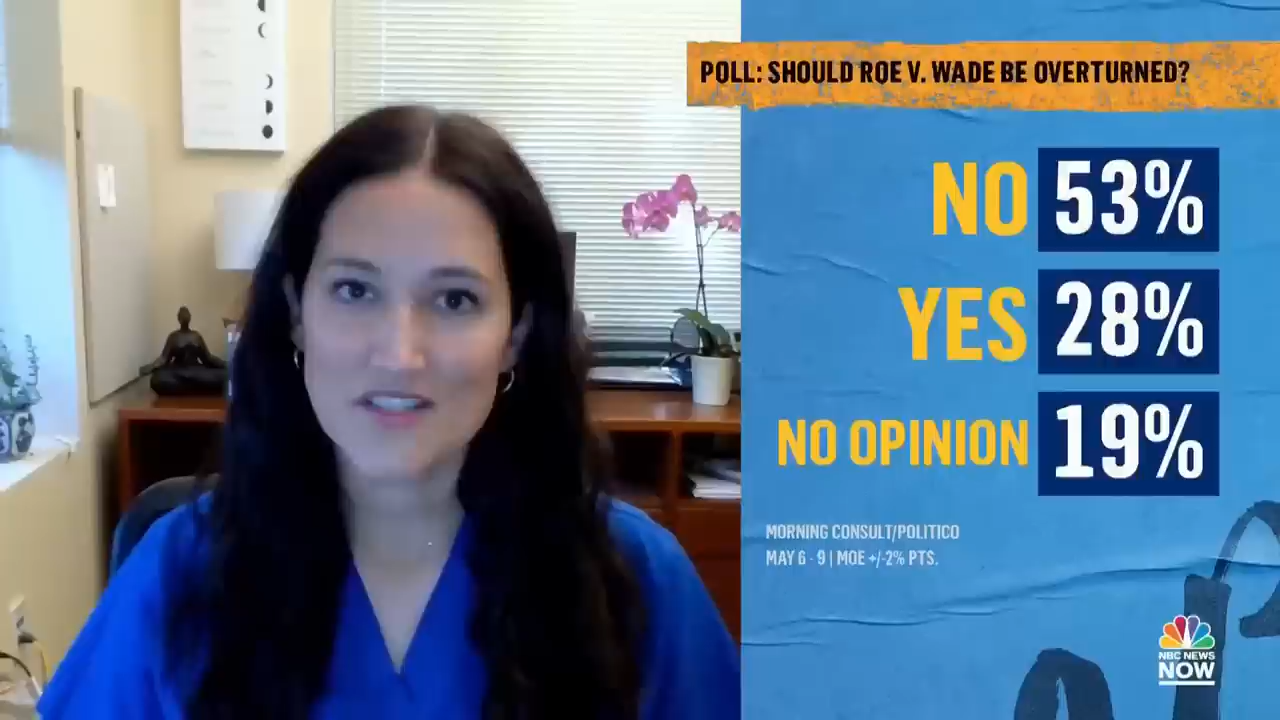 POLL: SHOULD ROE V. WADE BE OVERTURNED?
NO 53%
YES 28%
NO OPINION 19%
MORNING CONSULT/POLITICO
MAY 6 - 9 | MOE +/-2% PTS.
NBC NEWS
NOW